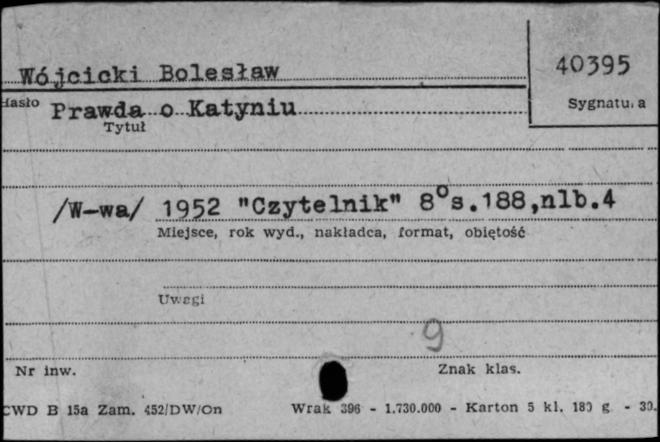 Wójcicki Bolesław
40395
Hasło
Prawda o Katyniu
Sygnatura
Tytuł
/W-wa/ 1952 "Czytelnik" 8° s.188,nlb.4
Miejsce, rok wyd., nakładca, format, objętość
Uwagi
9
Nr inw.
Znak klas.
CWD B 15a Zam. 452/DW/On Wrak 396 - 1.730.000 - Karton 5 kl. 180 g - 30.